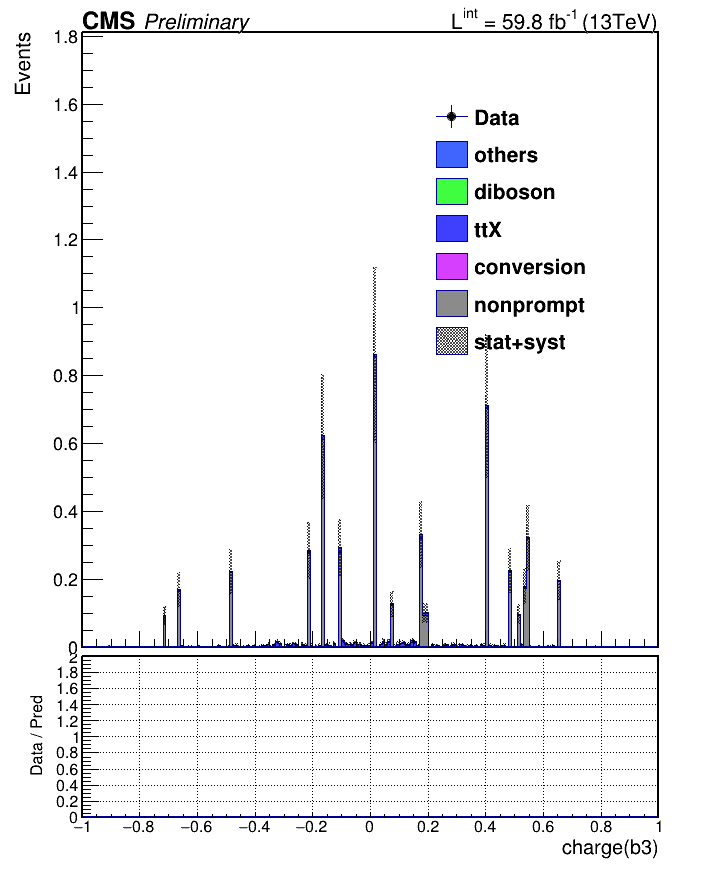 CMS Preliminary
L^int = 59.8 fb^-1 (13TeV)
Events
1.8
1.6
1.4
1.2
1
0.8
0.6
0.4
0.2
0
Data
others
diboson
ttX
conversion
nonprompt
stat+syst
Data / Pred
2
1.8
1.6
1.4
1.2
1
0.8
0.6
0.4
0.2
0
−1 −0.8 −0.6 −0.4 −0.2 0 0.2 0.4 0.6 0.8 1
charge(b3)